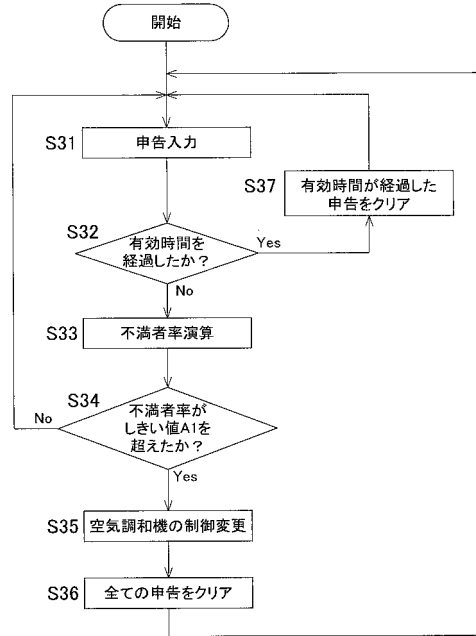 開始
S31
申告入力
S37
有効時間が経過した
申告をクリア
S32
有効時間を
経過したか？
Yes
No
S33
不満者率演算
S34
不満者率が
しきい値A1を
超えたか？
No
Yes
S35
空気調和機の制御変更
S36
全ての申告をクリア